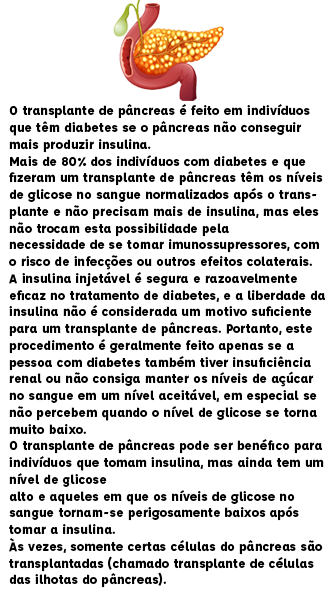 O transplante de pâncreas é feito em indivíduos
que têm diabetes se o pâncreas não conseguir
mais produzir insulina.
Mais de 80% dos indivíduos com diabetes e que
fizeram um transplante de pâncreas têm os níveis
de glicose no sangue normalizados após o trans-
plante e não precisam mais de insulina, mas eles
não trocam esta possibilidade pela
necessidade de se tomar imunossupressores, com
o risco de infecções ou outros efeitos colaterais.
A insulina injetável é segura e razoavelmente
eficaz no tratamento de diabetes, e a liberdade da
insulina não é considerada um motivo suficiente
para um transplante de pâncreas. Portanto, este
procedimento é geralmente feito apenas se a
pessoa com diabetes também tiver insuficiência
renal ou não consiga manter os níveis de açúcar
no sangue em um nível aceitável, em especial se
não percebem quando o nível de glicose se torna
muito baixo.
O transplante de pâncreas pode ser benéfico para
indivíduos que tomam insulina, mas ainda tem um
nível de glicose
alto e aqueles em que os níveis de glicose no
sangue tornam-se perigosamente baixos após
tomar a insulina.
Às vezes, somente certas células do pâncreas são
transplantadas (chamado transplante de células
das ilhotas do pâncreas).